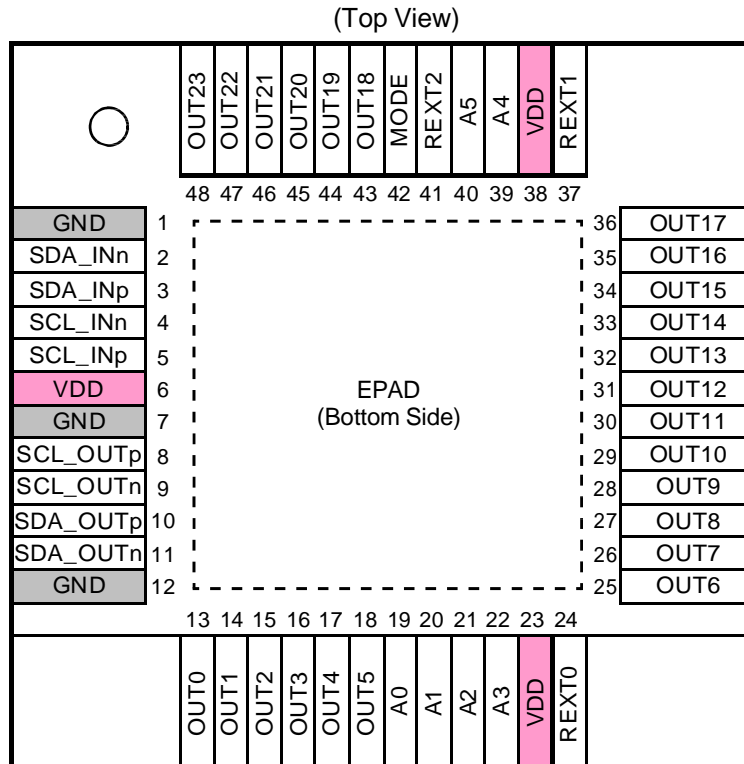 (Top View)
OUT23 OUT22 OUT21 OUT20 OUT19 OUT18 MODE REXT2 A5 A4 VDD REXT1
48 47 46 45 44 43 42 41 40 39 38 37
GND 1
SDA_INn 2
SDA_INp 3
SCL_INn 4
SCL_INp 5
VDD 6
GND 7
SCL_OUTp 8
SCL_OUTn 9
SDA_OUTp 10
SDA_OUTn 11
GND 12
EPAD
(Bottom Side)
36 OUT17
35 OUT16
34 OUT15
33 OUT14
32 OUT13
31 OUT12
30 OUT11
29 OUT10
28 OUT9
27 OUT8
26 OUT7
25 OUT6
13 14 15 16 17 18 19 20 21 22 23 24
OUT0 OUT1 OUT2 OUT3 OUT4 OUT5 A0 A1 A2 A3 VDD REXT0